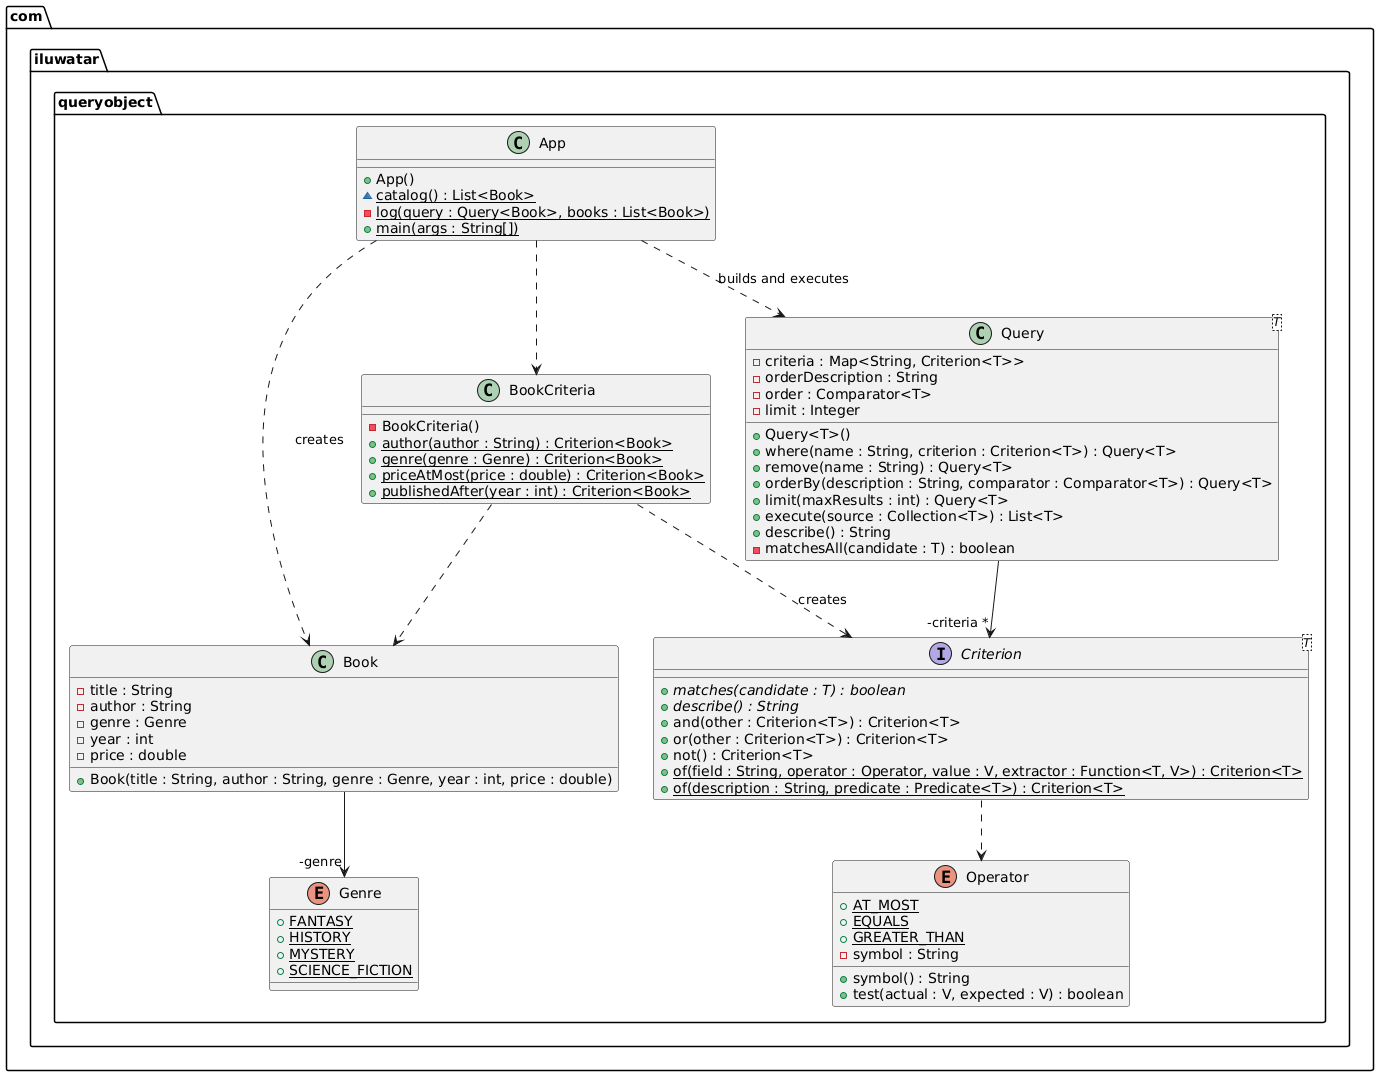 com
iluwatar
queryobject
C App
App()
catalog() : List<Book>
log(query : Query<Book>, books : List<Book>)
main(args : String[])
builds and executes
C Query
T
criteria : Map<String, Criterion<T>>
orderDescription : String
order : Comparator<T>
limit : Integer
Query<T>()
where(name : String, criterion : Criterion<T>) : Query<T>
remove(name : String) : Query<T>
orderBy(description : String, comparator : Comparator<T>) : Query<T>
limit(maxResults : int) : Query<T>
execute(source : Collection<T>) : List<T>
describe() : String
matchesAll(candidate : T) : boolean
C BookCriteria
BookCriteria()
author(author : String) : Criterion<Book>
genre(genre : Genre) : Criterion<Book>
priceAtMost(price : double) : Criterion<Book>
publishedAfter(year : int) : Criterion<Book>
creates
creates
-criteria *
C Book
title : String
author : String
genre : Genre
year : int
price : double
Book(title : String, author : String, genre : Genre, year : int, price : double)
I Criterion
T
matches(candidate : T) : boolean
describe() : String
and(other : Criterion<T>) : Criterion<T>
or(other : Criterion<T>) : Criterion<T>
not() : Criterion<T>
of(field : String, operator : Operator, value : V, extractor : Function<T, V>) : Criterion<T>
of(description : String, predicate : Predicate<T>) : Criterion<T>
-genre
E Genre
FANTASY
HISTORY
MYSTERY
SCIENCE_FICTION
E Operator
AT_MOST
EQUALS
GREATER_THAN
symbol : String
symbol() : String
test(actual : V, expected : V) : boolean